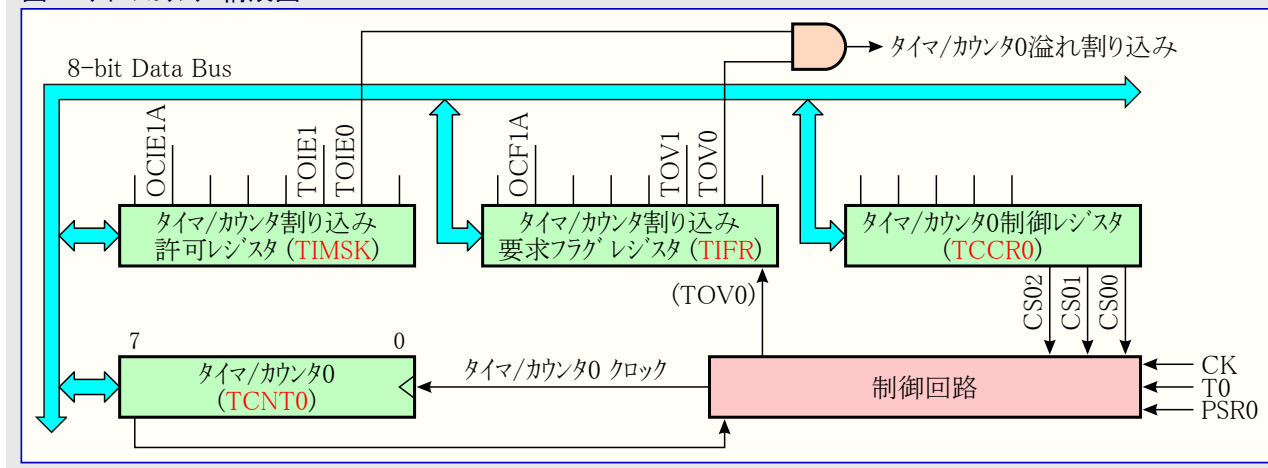 タイマ/カウンタ0溢れ割り込み
8-bit Data Bus
OCIE1A
TOIE1
TOIE0
OCF1A
TOV1
TOV0
タイマ/カウンタ割り込み
許可レジスタ (TIMSK)
タイマ/カウンタ割り込み
要求フラグ レジスタ (TIFR)
タイマ/カウンタ0制御レジスタ
(TCCR0)
(TOV0)
CS02
CS01
CS00
7
0
タイマ/カウンタ0
(TCNT0)
タイマ/カウンタ0 クロック
制御回路
CK
T0
PSR0